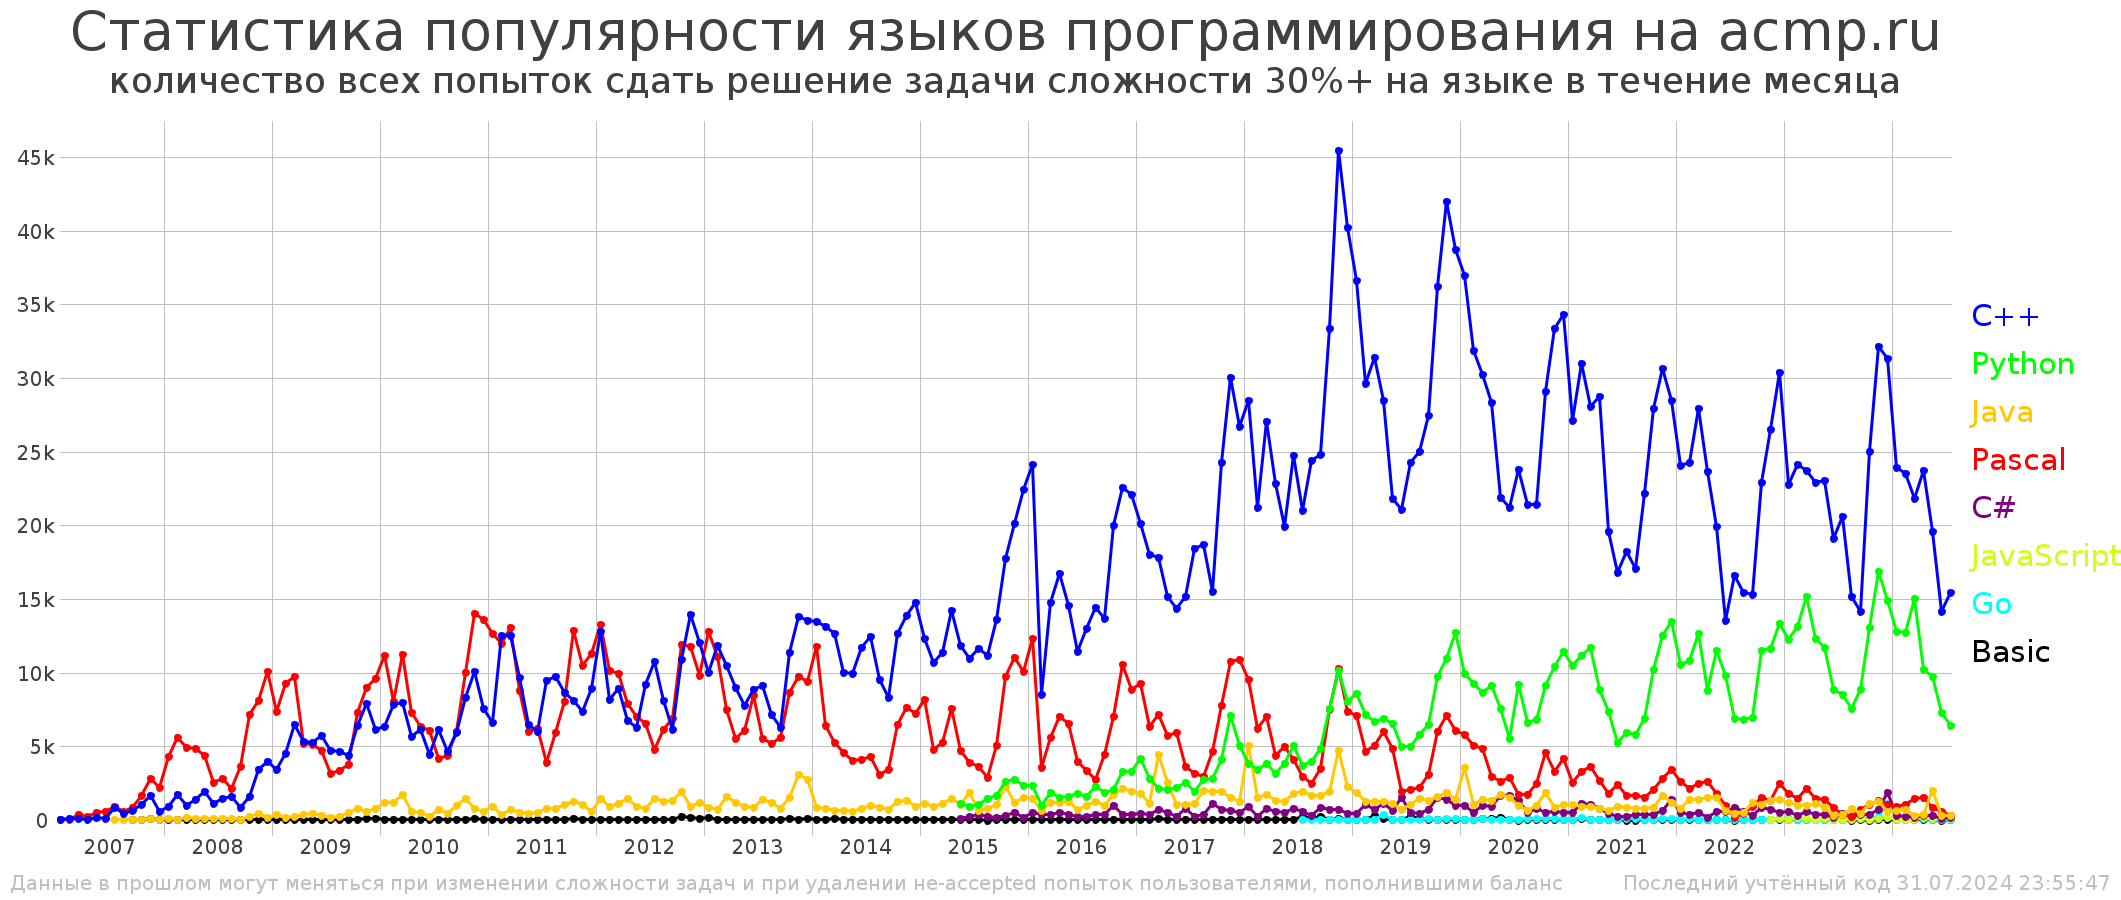 Статистика популярности языков программирования на acmp.ru
количество всех попыток сдать решение задачи сложности 30%+ на языке в течение месяца
45k
40k
35k
30k
25k
20k
15k
10k
5k
0
2007 2008 2009 2010 2011 2012 2013 2014 2015 2016 2017 2018 2019 2020 2021 2022 2023
C++
Python
Java
Pascal
C#
JavaScript
Go
Basic
Данные в прошлом могут меняться при изменении сложности задач и при удалении не-accepted попыток пользователями, пополнившими баланс
Последний учтённый код 31.07.2024 23:55:47